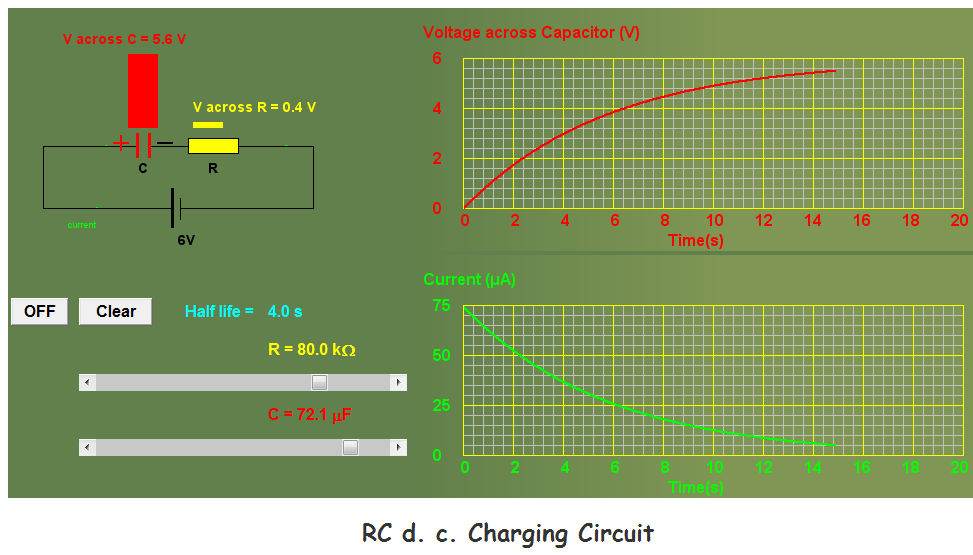 V across C = 5.6 V
V across R = 0.4 V
+ −
C
R
current
6V
Voltage across Capacitor (V)
6
4
2
0
0 2 4 6 8 10 12 14 16 18 20
Time(s)
OFF
Clear
Half life = 4.0 s
R = 80.0 kΩ
C = 72.1 µF
Current (µA)
75
50
25
0
0 2 4 6 8 10 12 14 16 18 20
Time(s)
RC d. c. Charging Circuit